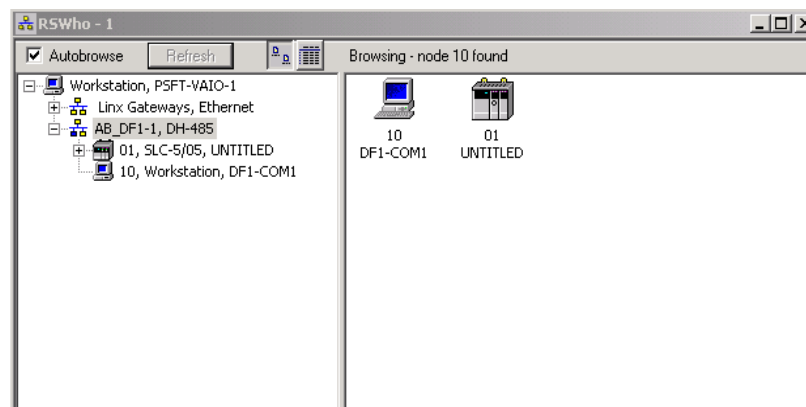 RSWho - 1
Autobrowse Refresh Browsing - node 10 found
Workstation, PSFT-VAIO-1
Linx Gateways, Ethernet
AB_DF1-1, DH-485
01, SLC-5/05, UNTITLED
10, Workstation, DF1-COM1
10 01
DF1-COM1 UNTITLED